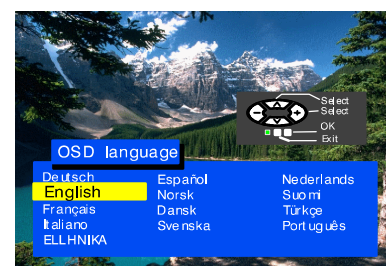 Select
Select
OK
Exit
OSD language
Deutsch
English
Français
Italiano
ELLHNIKA
Español
Norsk
Dansk
Svenska
Nederlands
Suomi
Türkçe
Português